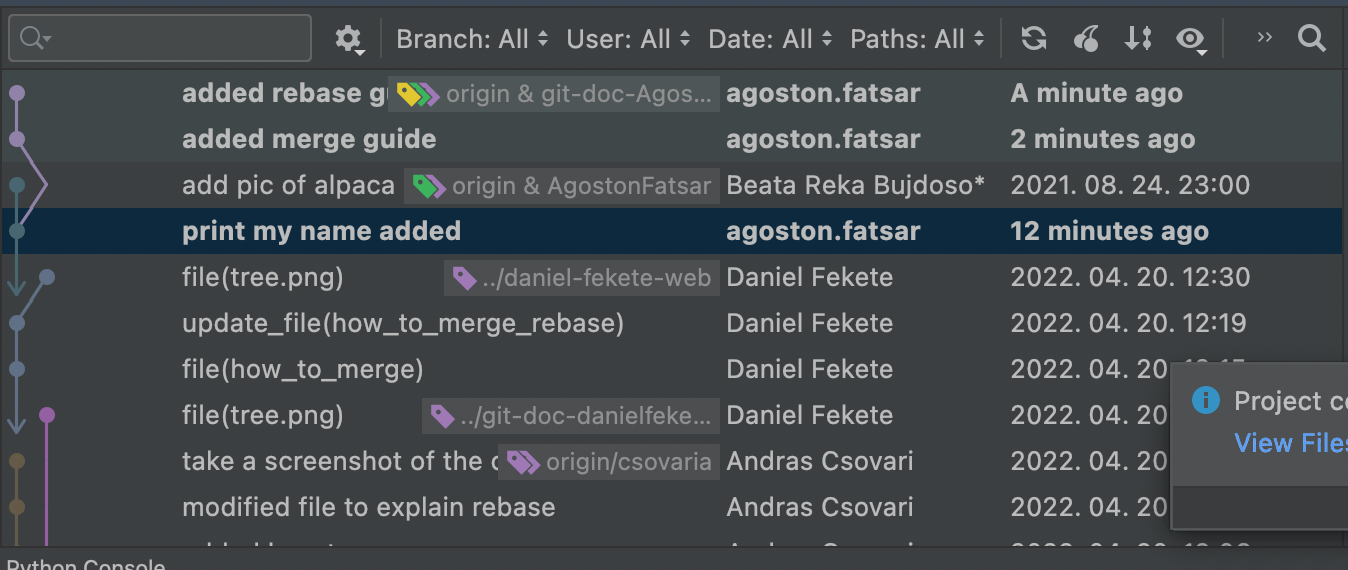 Branch: All User: All Date: All Paths: All
added rebase origin & git-doc-Agos... agoston.fatsar A minute ago
added merge guide agoston.fatsar 2 minutes ago
add pic of alpaca origin & AgostonFatsar Beata Reka Bujdoso* 2021. 08. 24. 23:00
print my name added agoston.fatsar 12 minutes ago
file(tree.png) ../daniel-fekete-web Daniel Fekete 2022. 04. 20. 12:30
update_file(how_to_merge_rebase) Daniel Fekete 2022. 04. 20. 12:19
file(how_to_merge) Daniel Fekete 2022. 04. 20.
file(tree.png) ../git-doc-danielfeke... Daniel Fekete 2022. 04. 20
take a screenshot of the origin/csovaria Andras Csovari 2022. 04. 20
modified file to explain rebase Andras Csovari 2022. 04. 20
Project
View Files
Python Console